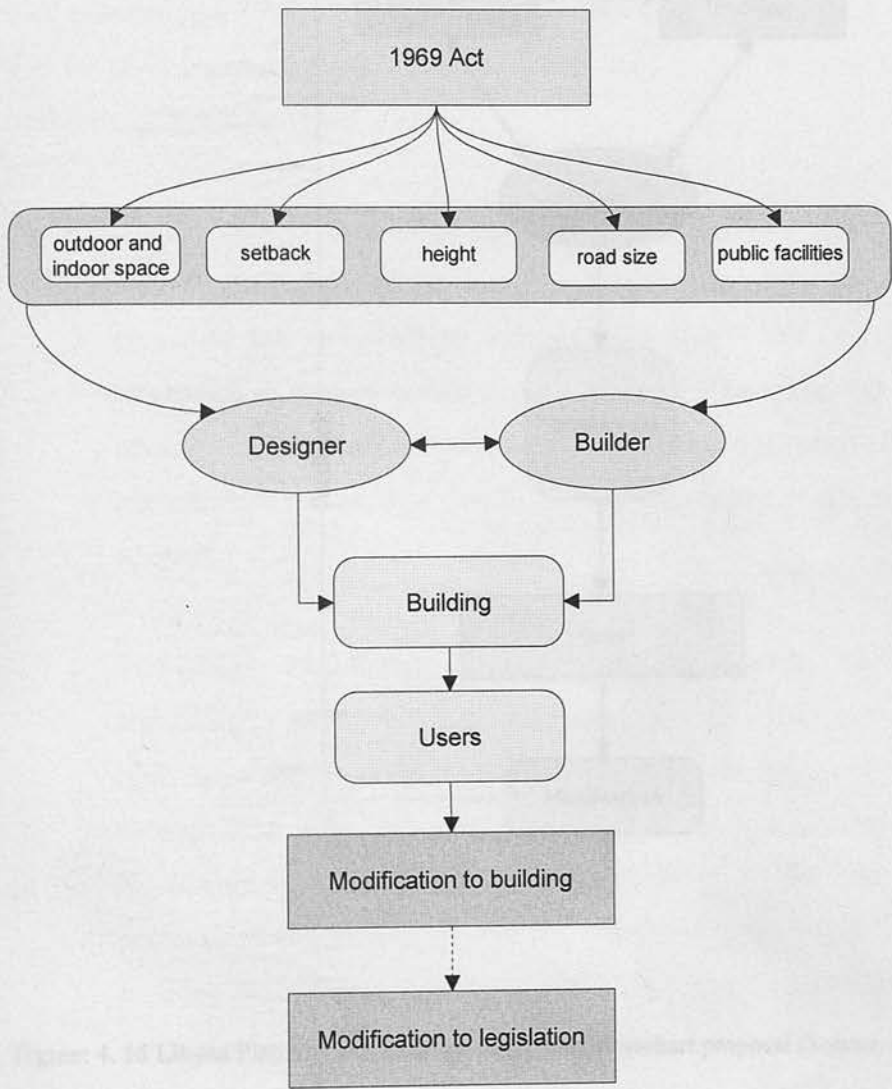 1969 Act
outdoor and
indoor space
setback
height
road size
public facilities
Designer
Builder
Building
Users
Modification to building
Modification to legislation